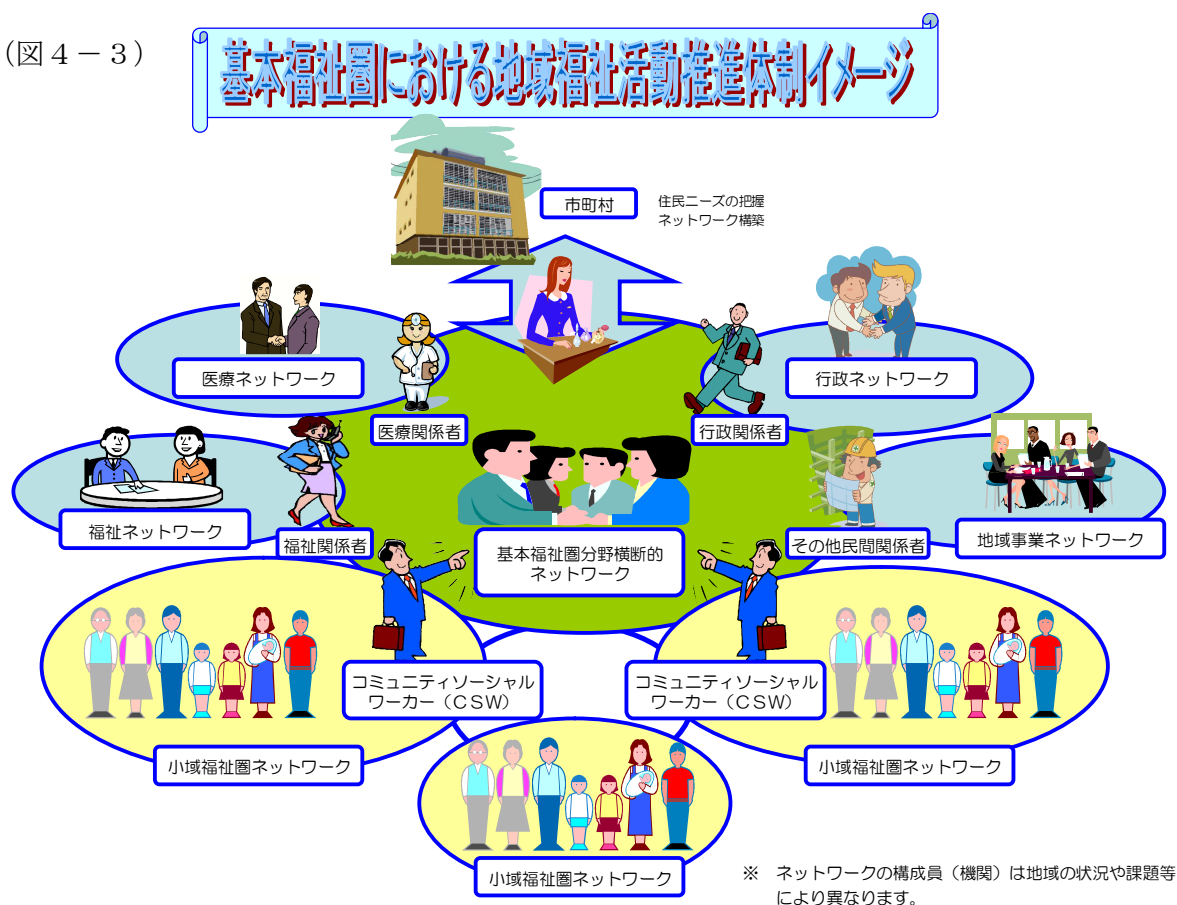 （図４－３）
基本福祉圏における地域福祉活動推進体制イメージ
市町村
住民ニーズの把握
ネットワーク構築
医療ネットワーク
行政ネットワーク
医療関係者
行政関係者
福祉ネットワーク
福祉関係者
基本福祉圏分野横断的
ネットワーク
その他民間関係者
地域事業ネットワーク
コミュニティソーシャル
ワーカー（ＣＳＷ）
コミュニティソーシャル
ワーカー（ＣＳＷ）
小域福祉圏ネットワーク
小域福祉圏ネットワーク
小域福祉圏ネットワーク
※　ネットワークの構成員（機関）は地域の状況や課題等
により異なります。